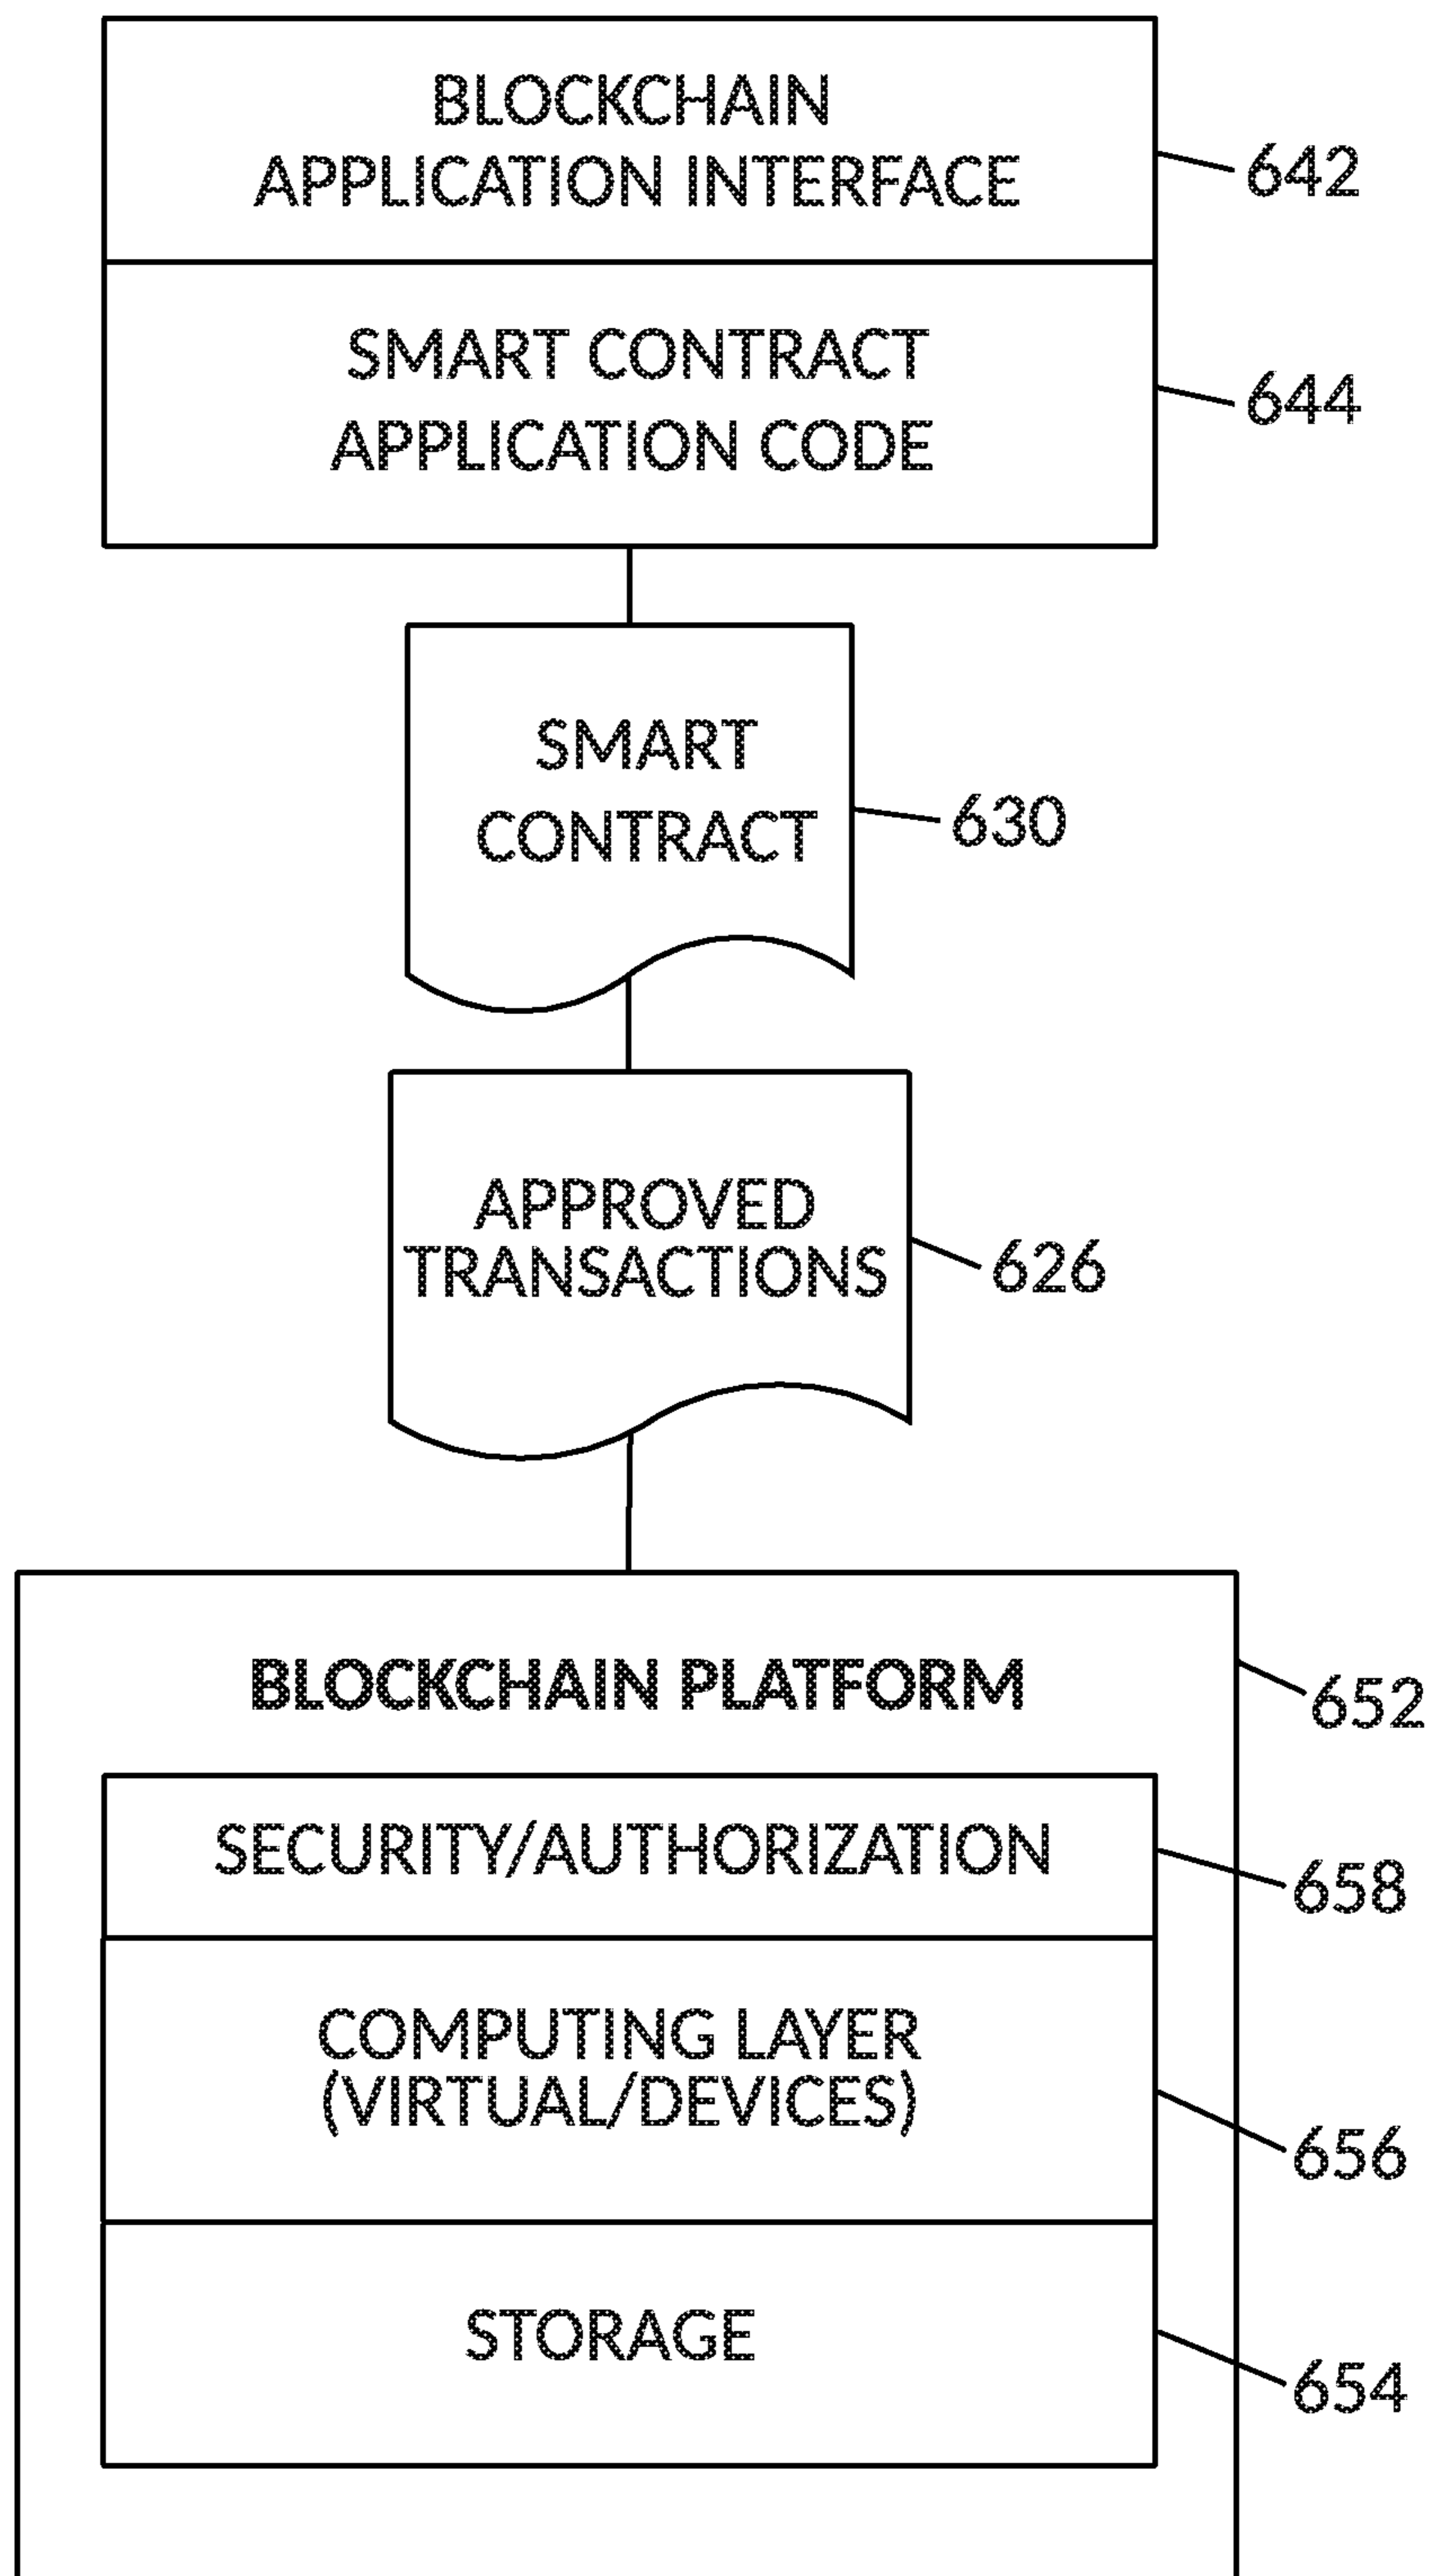 BLOCKCHAIN
APPLICATION INTERFACE
642
SMART CONTRACT
APPLICATION CODE
644
SMART
CONTRACT
630
APPROVED
TRANSACTIONS
626
BLOCKCHAIN PLATFORM
652
SECURITY/AUTHORIZATION
658
COMPUTING LAYER
(VIRTUAL/DEVICES)
656
STORAGE
654